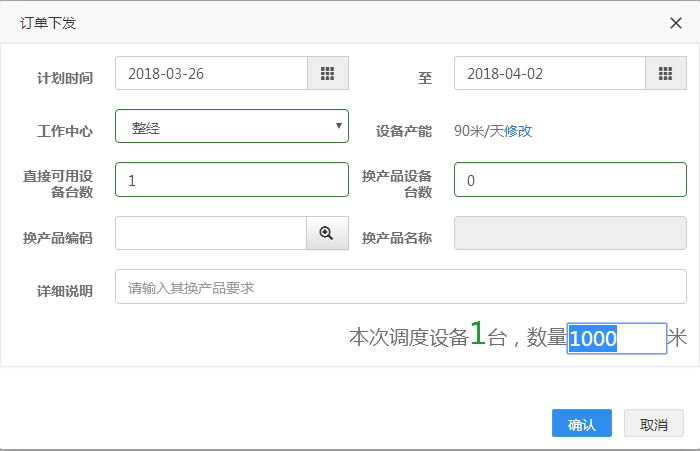 订单下发
计划时间 2018-03-26 至 2018-04-02
工作中心 整经 设备产能 90米/天修改
直接可用设备台数 1 换产品设备台数 0
换产品编码 换产品名称
详细说明 请输入其换产品要求
本次调度设备1台，数量1000米
确认 取消